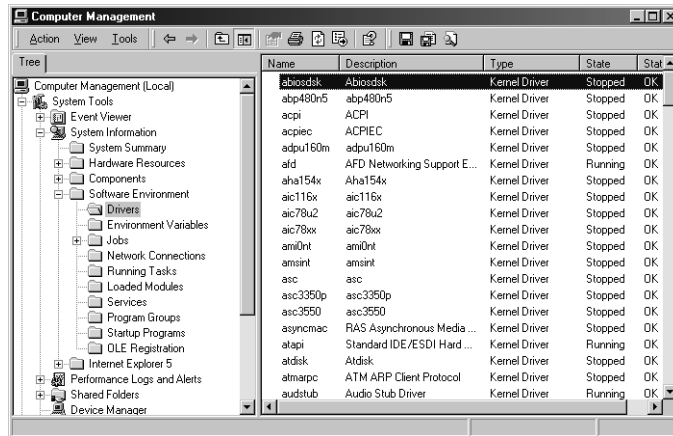 Computer Management
Action View Tools
Tree
Computer Management (Local)
System Tools
Event Viewer
System Information
System Summary
Hardware Resources
Components
Software Environment
Drivers
Environment Variables
Jobs
Network Connections
Running Tasks
Loaded Modules
Services
Program Groups
Startup Programs
OLE Registration
Internet Explorer 5
Performance Logs and Alerts
Shared Folders
Device Manager
Name Description Type State Stat
abiosdsk Abiosdsk Kernel Driver Stopped OK
abp480n5 abp480n5 Kernel Driver Stopped OK
acpi ACPI Kernel Driver Stopped OK
acpiec ACPIEC Kernel Driver Stopped OK
adpu160m adpu160m Kernel Driver Stopped OK
afd AFD Networking Support E... Kernel Driver Running OK
aha154x Aha154x Kernel Driver Stopped OK
aic116x aic116x Kernel Driver Stopped OK
aic78u2 aic78u2 Kernel Driver Stopped OK
aic78xx aic78xx Kernel Driver Stopped OK
ami0nt ami0nt Kernel Driver Stopped OK
amsint amsint Kernel Driver Stopped OK
asc asc Kernel Driver Stopped OK
asc3350p asc3350p Kernel Driver Stopped OK
asc3550 asc3550 Kernel Driver Stopped OK
asyncmac RAS Asynchronous Media ... Kernel Driver Stopped OK
atapi Standard IDE/ESDI Hard ... Kernel Driver Running OK
atdisk Atdisk Kernel Driver Stopped OK
atmarpc ATM ARP Client Protocol Kernel Driver Stopped OK
audstub Audio Stub Driver Kernel Driver Running OK